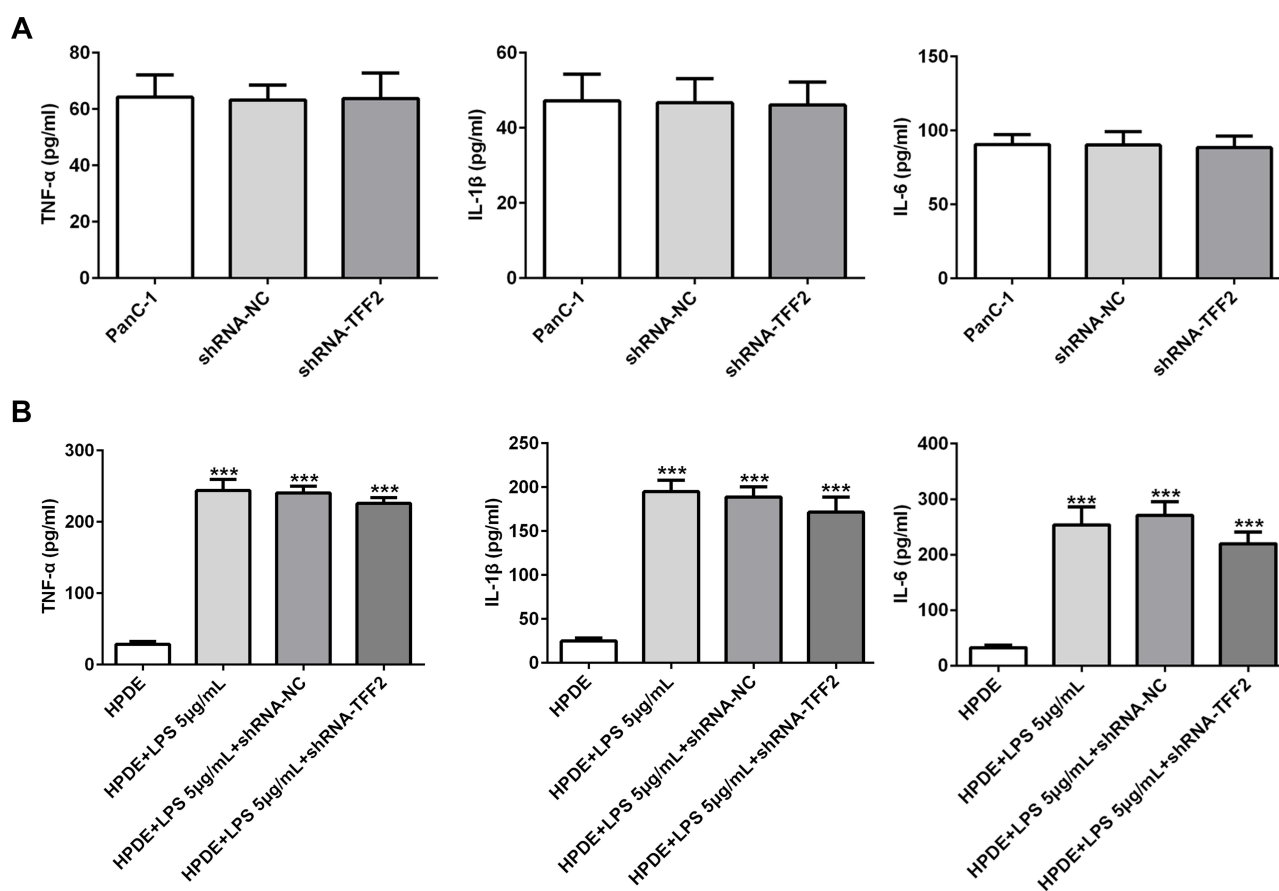 A
TNF-α (pg/ml)
80
60
40
20
0
PanC-1
shRNA-NC
shRNA-TFF2
IL-1β (pg/ml)
60
40
20
0
PanC-1
shRNA-NC
shRNA-TFF2
IL-6 (pg/ml)
150
100
50
0
PanC-1
shRNA-NC
shRNA-TFF2
B
TNF-α (pg/ml)
300
200
100
0
***
***
***
HPDE
HPDE+LPS 5μg/mL
HPDE+LPS 5μg/mL+shRNA-NC
HPDE+LPS 5μg/mL+shRNA-TFF2
IL-1β (pg/ml)
250
200
150
100
50
0
***
***
***
HPDE
HPDE+LPS 5μg/mL
HPDE+LPS 5μg/mL+shRNA-NC
HPDE+LPS 5μg/mL+shRNA-TFF2
IL-6 (pg/ml)
400
300
200
100
0
***
***
***
HPDE
HPDE+LPS 5μg/mL
HPDE+LPS 5μg/mL+shRNA-NC
HPDE+LPS 5μg/mL+shRNA-TFF2